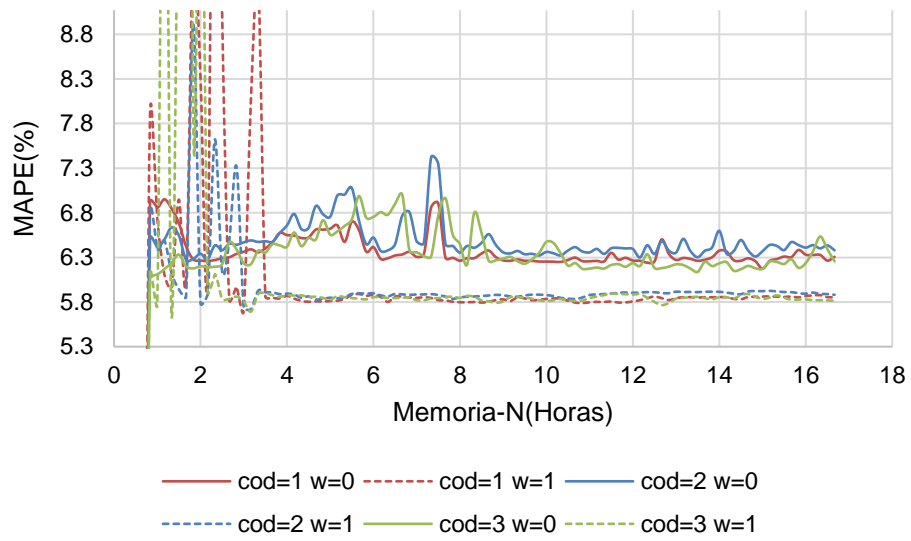 8.8
8.3
7.8
7.3
6.8
6.3
5.8
5.3
MAPE(%)
0 2 4 6 8 10 12 14 16 18
Memoria-N(Horas)
cod=1 w=0 cod=1 w=1 cod=2 w=0
cod=2 w=1 cod=3 w=0 cod=3 w=1